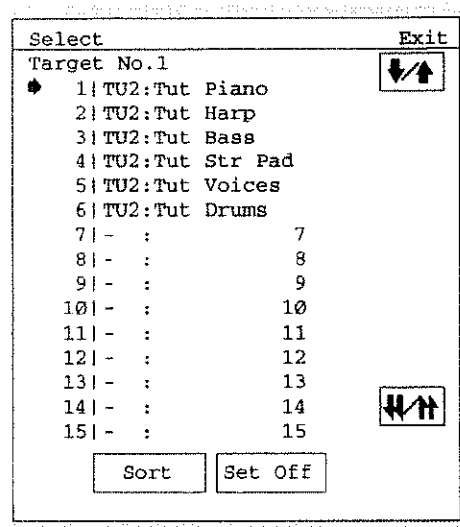 Select Exit
Target No.1
1|TU2:Tut Piano
2|TU2:Tut Harp
3|TU2:Tut Bass
4|TU2:Tut Str Pad
5|TU2:Tut Voices
6|TU2:Tut Drums
7|- : 7
8|- : 8
9|- : 9
10|- : 10
11|- : 11
12|- : 12
13|- : 13
14|- : 14
15|- : 15
Sort Set Off